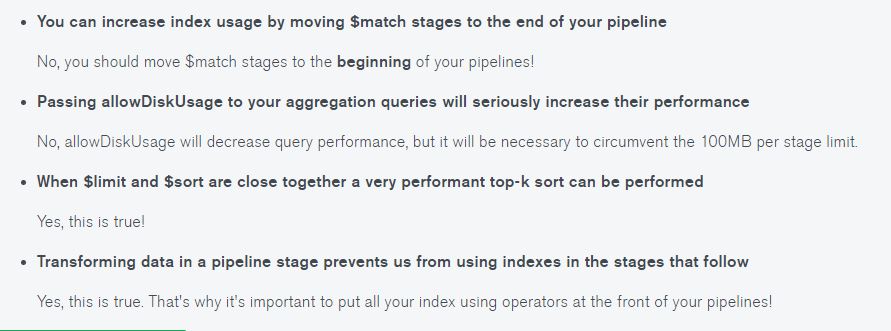 You can increase index usage by moving $match stages to the end of your pipeline
No, you should move $match stages to the beginning of your pipelines!
Passing allowDiskUsage to your aggregation queries will seriously increase their performance
No, allowDiskUsage will decrease query performance, but it will be necessary to circumvent the 100MB per stage limit.
When $limit and $sort are close together a very performant top-k sort can be performed
Yes, this is true!
Transforming data in a pipeline stage prevents us from using indexes in the stages that follow
Yes, this is true. That's why it's important to put all your index using operators at the front of your pipelines!